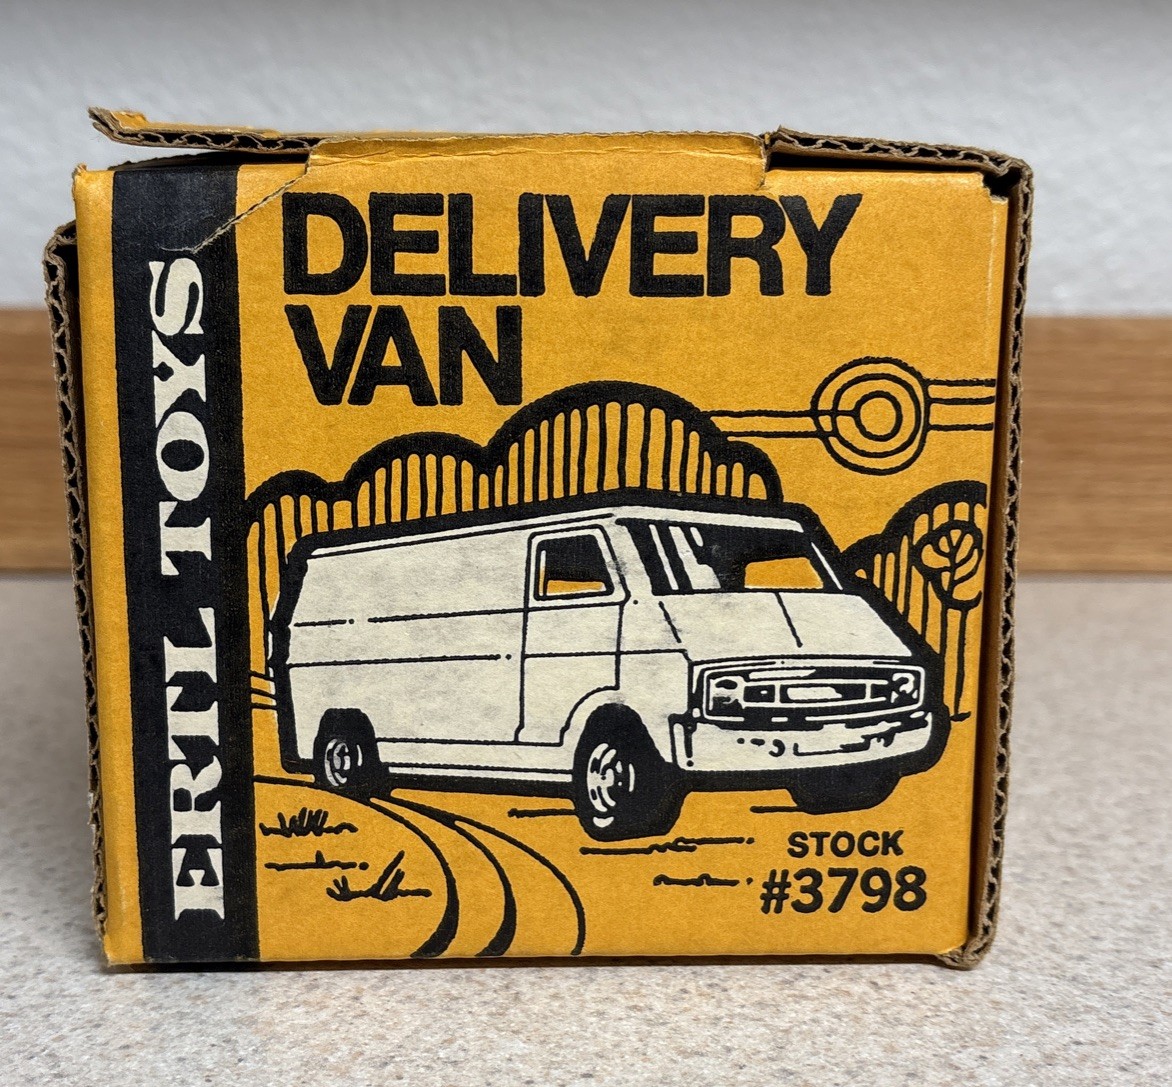 DELIVERY
VAN
ERTL TOYS
STOCK
#3798